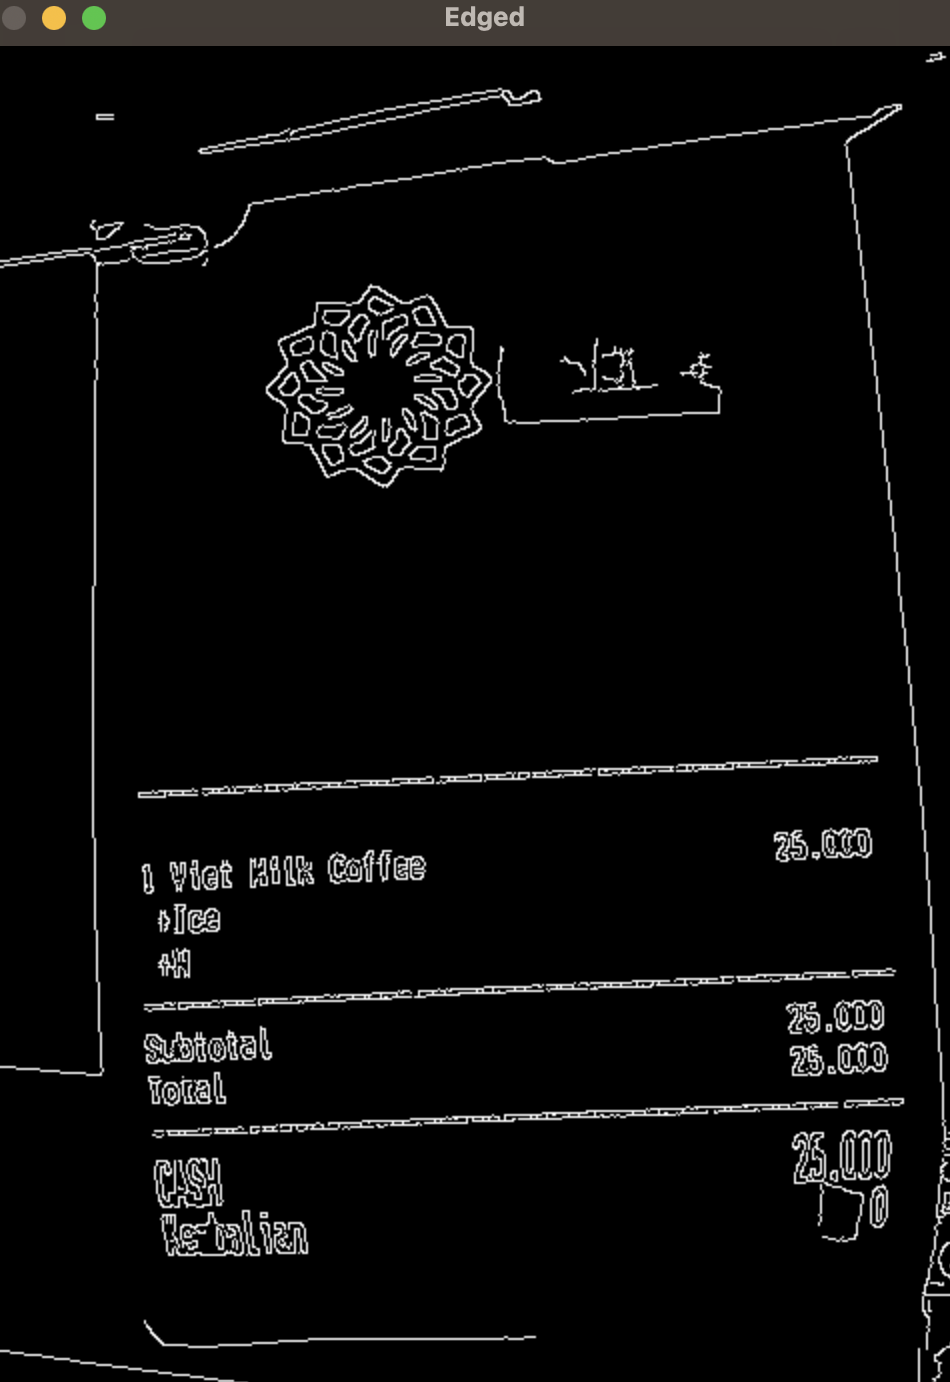 Edged
1 Viet Milk Coffee 25.000
+Ice
+W
Subtotal 25.000
Total 25.000
CASH 25.000
Kembalian 0